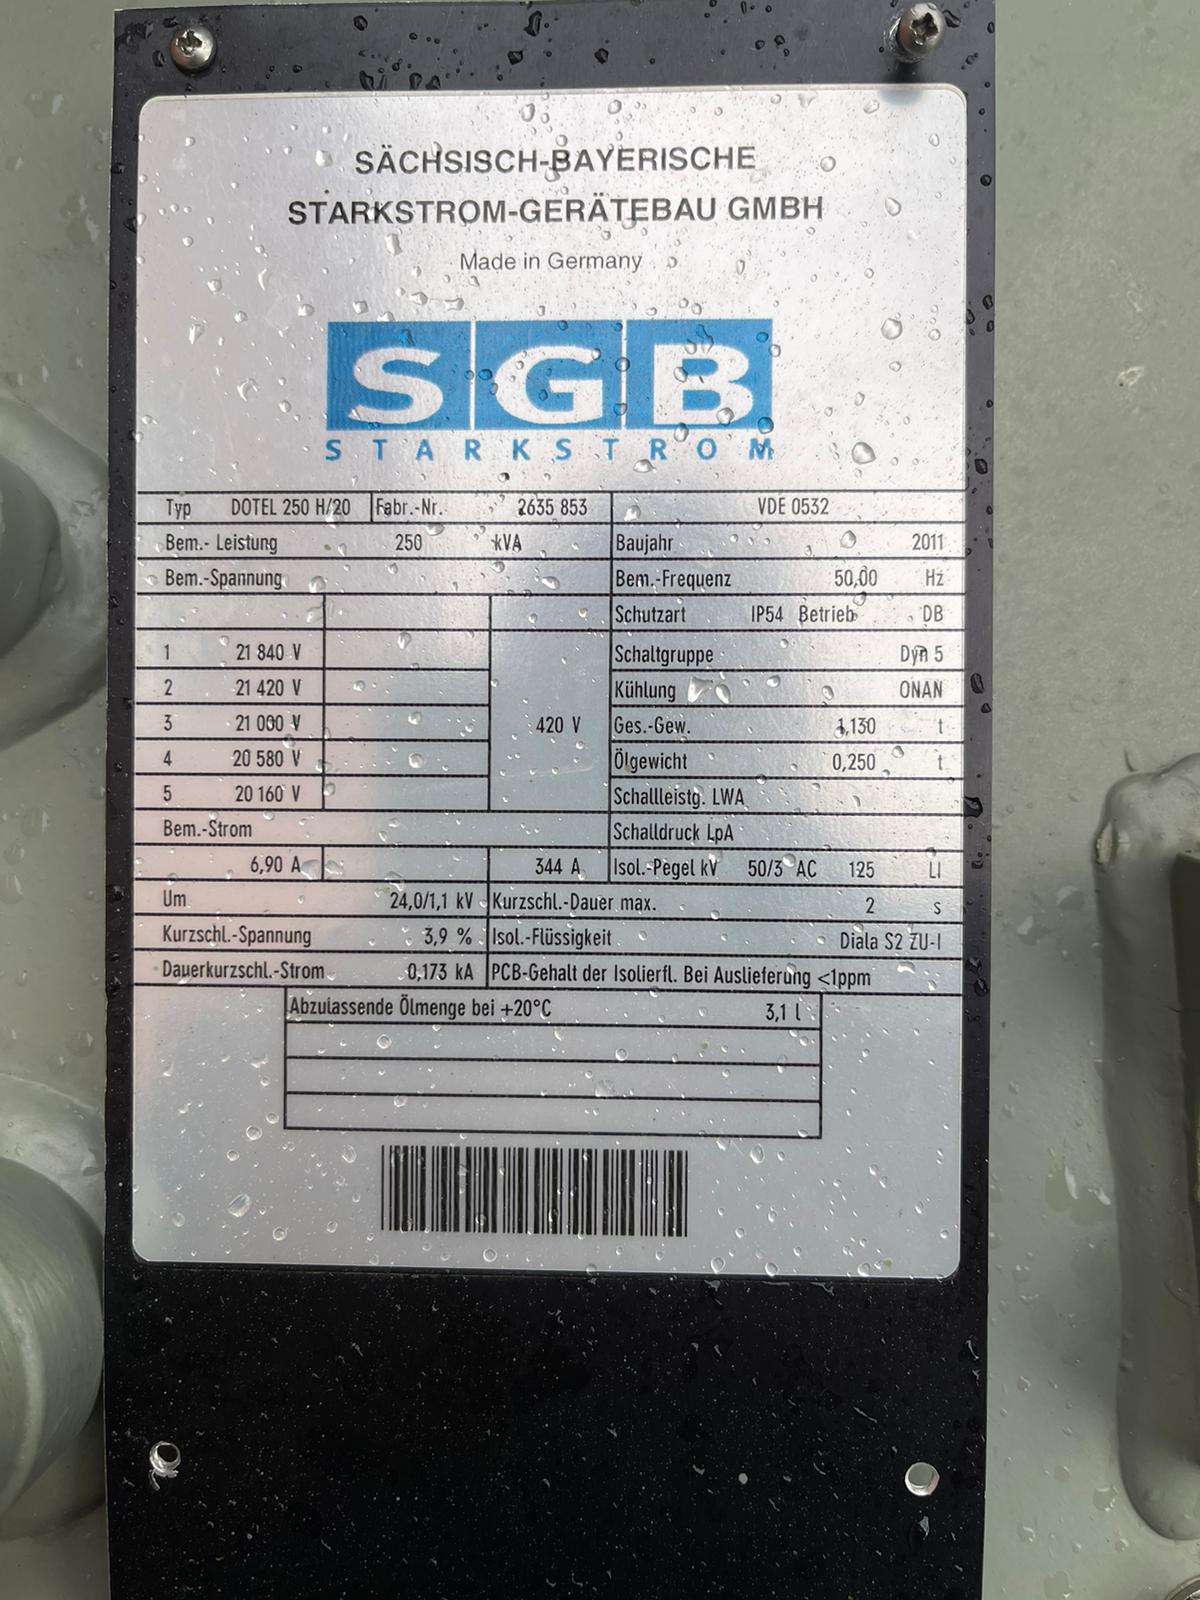 SÄCHSISCH-BAYERISCHE
STARKSTROM-GERÄTEBAU GMBH
Made in Germany
SGB
STARKSTROM
Typ DOTEL 250 H/20 Fabr.-Nr. 2635 853 VDE 0532
Bem.- Leistung 250 kVA Baujahr 2011
Bem.-Spannung Bem.-Frequenz 50,00 Hz
Schutzart IP54 Betrieb DB
1 21 840 V Schaltgruppe Dyn 5
2 21 420 V Kühlung ONAN
3 21 000 V 420 V Ges.-Gew. 1,130 t
4 20 580 V Ölgewicht 0,250 t
5 20 160 V Schallleistg. LWA
Bem.-Strom Schalldruck LpA
6,90 A 344 A Isol.-Pegel kV 50/3 AC 125 LI
Um 24,0/1,1 kV Kurzschl.-Dauer max. 2 s
Kurzschl.-Spannung 3,9 % Isol.-Flüssigkeit Diala S2 ZU-I
Dauerkurzschl.-Strom 0,173 kA PCB-Gehalt der Isolierfl. Bei Auslieferung <1ppm
Abzulassende Ölmenge bei +20°C 3,1 l